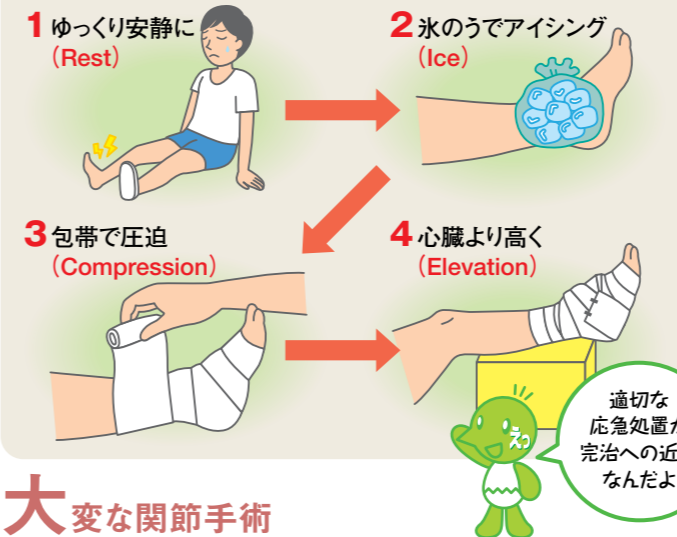 1 ゆっくり安静に
(Rest)
2 氷のうでアイシング
(Ice)
3 包帯で圧迫
(Compression)
4 心臓より高く
(Elevation)
えっ
適切な
応急処置が
完治への近
なんだよ
大変な関節手術